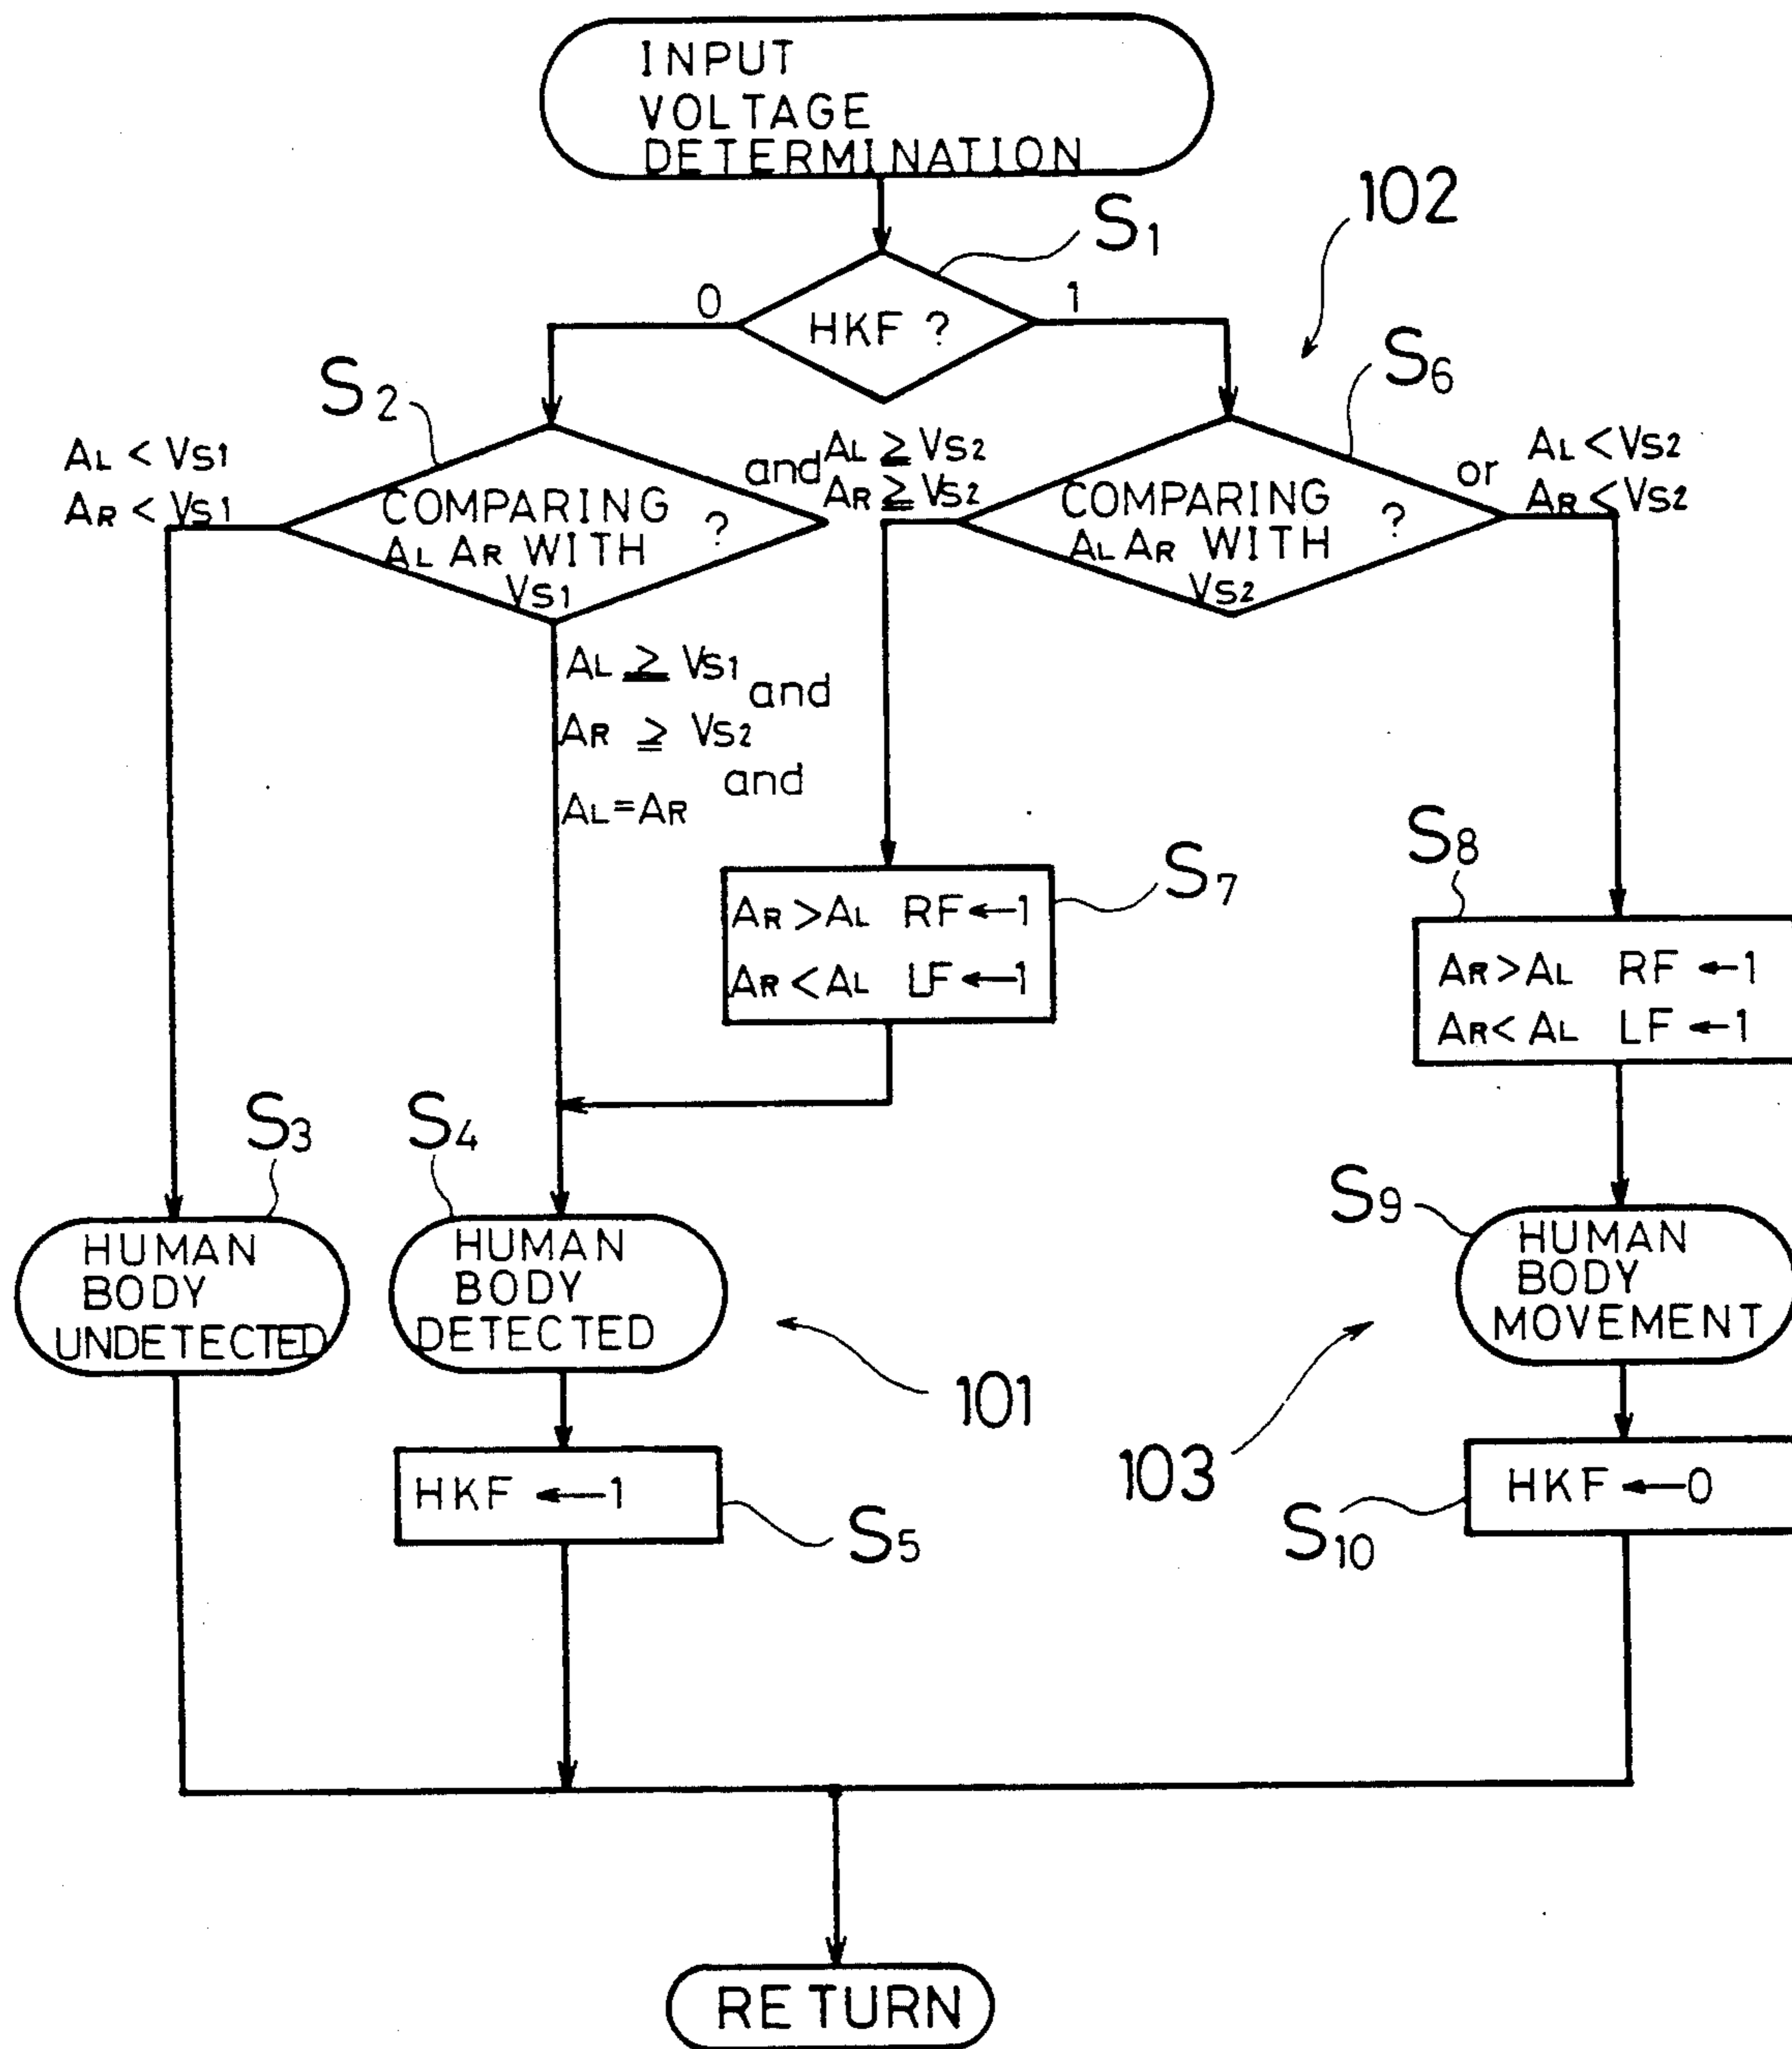 INPUT
VOLTAGE
DETERMINATION
S1
102
0
HKF ?
1
S2
S6
AL < VS1
AR < VS1
COMPARING
AL AR WITH
VS1
?
and
AL ≧ VS2
AR ≧ VS2
COMPARING
AL AR WITH
VS2
?
or
AL < VS2
AR < VS2
AL ≧ VS1
and
AR ≧ VS2
and
AL = AR
S7
AR > AL RF ← 1
AR < AL LF ← 1
S8
AR > AL RF ← 1
AR < AL LF ← 1
S3
HUMAN
BODY
UNDETECTED
S4
HUMAN
BODY
DETECTED
101
S9
HUMAN
BODY
MOVEMENT
103
HKF ← 1
S5
HKF ← 0
S10
RETURN